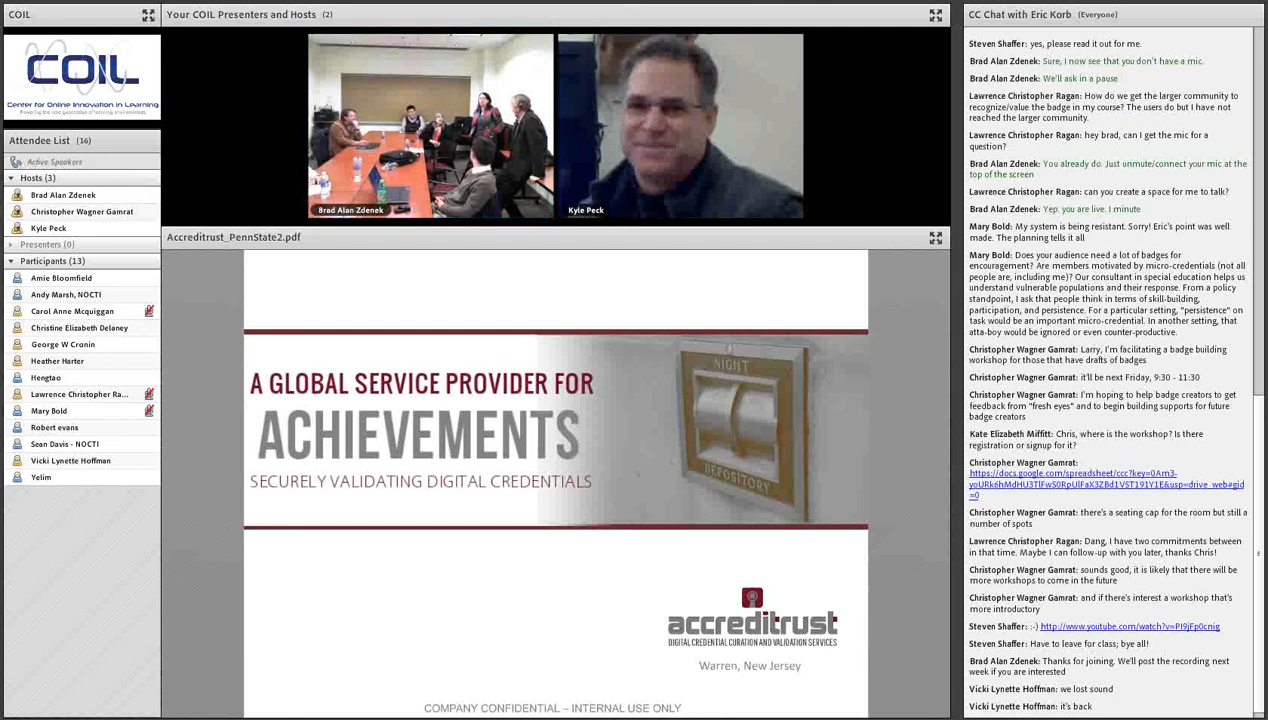 COIL
COIL
Center for Online Innovation in Learning
Attendee List (16)
Active Speakers
Hosts (3)
Brad Alan Zdenek
Christopher Wagner Gamrat
Kyle Peck
Presenters (0)
Participants (13)
Amie Bloomfield
Andy Marsh, NOCTI
Carol Anne Mcquiggan
Christine Elizabeth Delaney
George W Cronin
Heather Harter
Hengtao
Lawrence Christopher Ra...
Mary Bold
Robert evans
Sean Davis - NOCTI
Vicki Lynette Hoffman
Yelim
Your COIL Presenters and Hosts (2)
Brad Alan Zdenek
Kyle Peck
Accreditrust_PennState2.pdf
A GLOBAL SERVICE PROVIDER FOR
ACHIEVEMENTS
SECURELY VALIDATING DIGITAL CREDENTIALS
NIGHT
DEPOSITORY
accreditrust
DIGITAL CREDENTIAL CURATION AND VALIDATION SERVICES
Warren, New Jersey
COMPANY CONFIDENTIAL – INTERNAL USE ONLY
CC Chat with Eric Korb (Everyone)
Steven Shaffer: yes, please read it out for me.
Brad Alan Zdenek: Sure, I now see that you don't have a mic.
Brad Alan Zdenek: We'll ask in a pause
Lawrence Christopher Ragan: How do we get the larger community to
recognize/value the badge in my course? The users do but I have not
reached the larger community.
Lawrence Christopher Ragan: hey brad, can I get the mic for a
question?
Brad Alan Zdenek: You already do. Just unmute/connect your mic at the
top of the screen
Lawrence Christopher Ragan: can you create a space for me to talk?
Brad Alan Zdenek: Yep. you are live. 1 minute
Mary Bold: My system is being resistant. Sorry! Eric's point was well
made. The planning tells it all
Mary Bold: Does your audience need a lot of badges for
encouragement? Are members motivated by micro-credentials (not all
people are, including me)? Our consultant in special education helps us
understand vulnerable populations and their response. From a policy
standpoint, I ask that people think in terms of skill-building,
participation, and persistence. For a particular setting, "persistence" on
task would be an important micro-credential. In another setting, that
atta-boy would be ignored or even counter-productive.
Christopher Wagner Gamrat: Larry, I'm facilitating a badge building
workshop for those that have drafts of badges
Christopher Wagner Gamrat: it'll be next Friday, 9:30 - 11:30
Christopher Wagner Gamrat: I'm hoping to help badge creators to get
feedback from "fresh eyes" and to begin building supports for future
badge creators
Kate Elizabeth Miffitt: Chris, where is the workshop? Is there
registration or signup for it?
Christopher Wagner Gamrat:
https://docs.google.com/spreadsheet/ccc?key=0Am3-
yoURk6hMdHU3TlFwS0RpUlFaX3ZBd1V5T191Y1E&usp=drive_web#gid
=0
Christopher Wagner Gamrat: there's a seating cap for the room but still a
number of spots
Lawrence Christopher Ragan: Dang, I have two commitments between
in that time. Maybe I can follow-up with you later, thanks Chris!
Christopher Wagner Gamrat: sounds good, it is likely that there will be
more workshops to come in the future
Christopher Wagner Gamrat: and if there's interest a workshop that's
more introductory
Steven Shaffer: :-) http://www.youtube.com/watch?v=PI9jFp0cnig
Steven Shaffer: Have to leave for class; bye all!
Brad Alan Zdenek: Thanks for joining. We'll post the recording next
week if you are interested
Vicki Lynette Hoffman: we lost sound
Vicki Lynette Hoffman: it's back